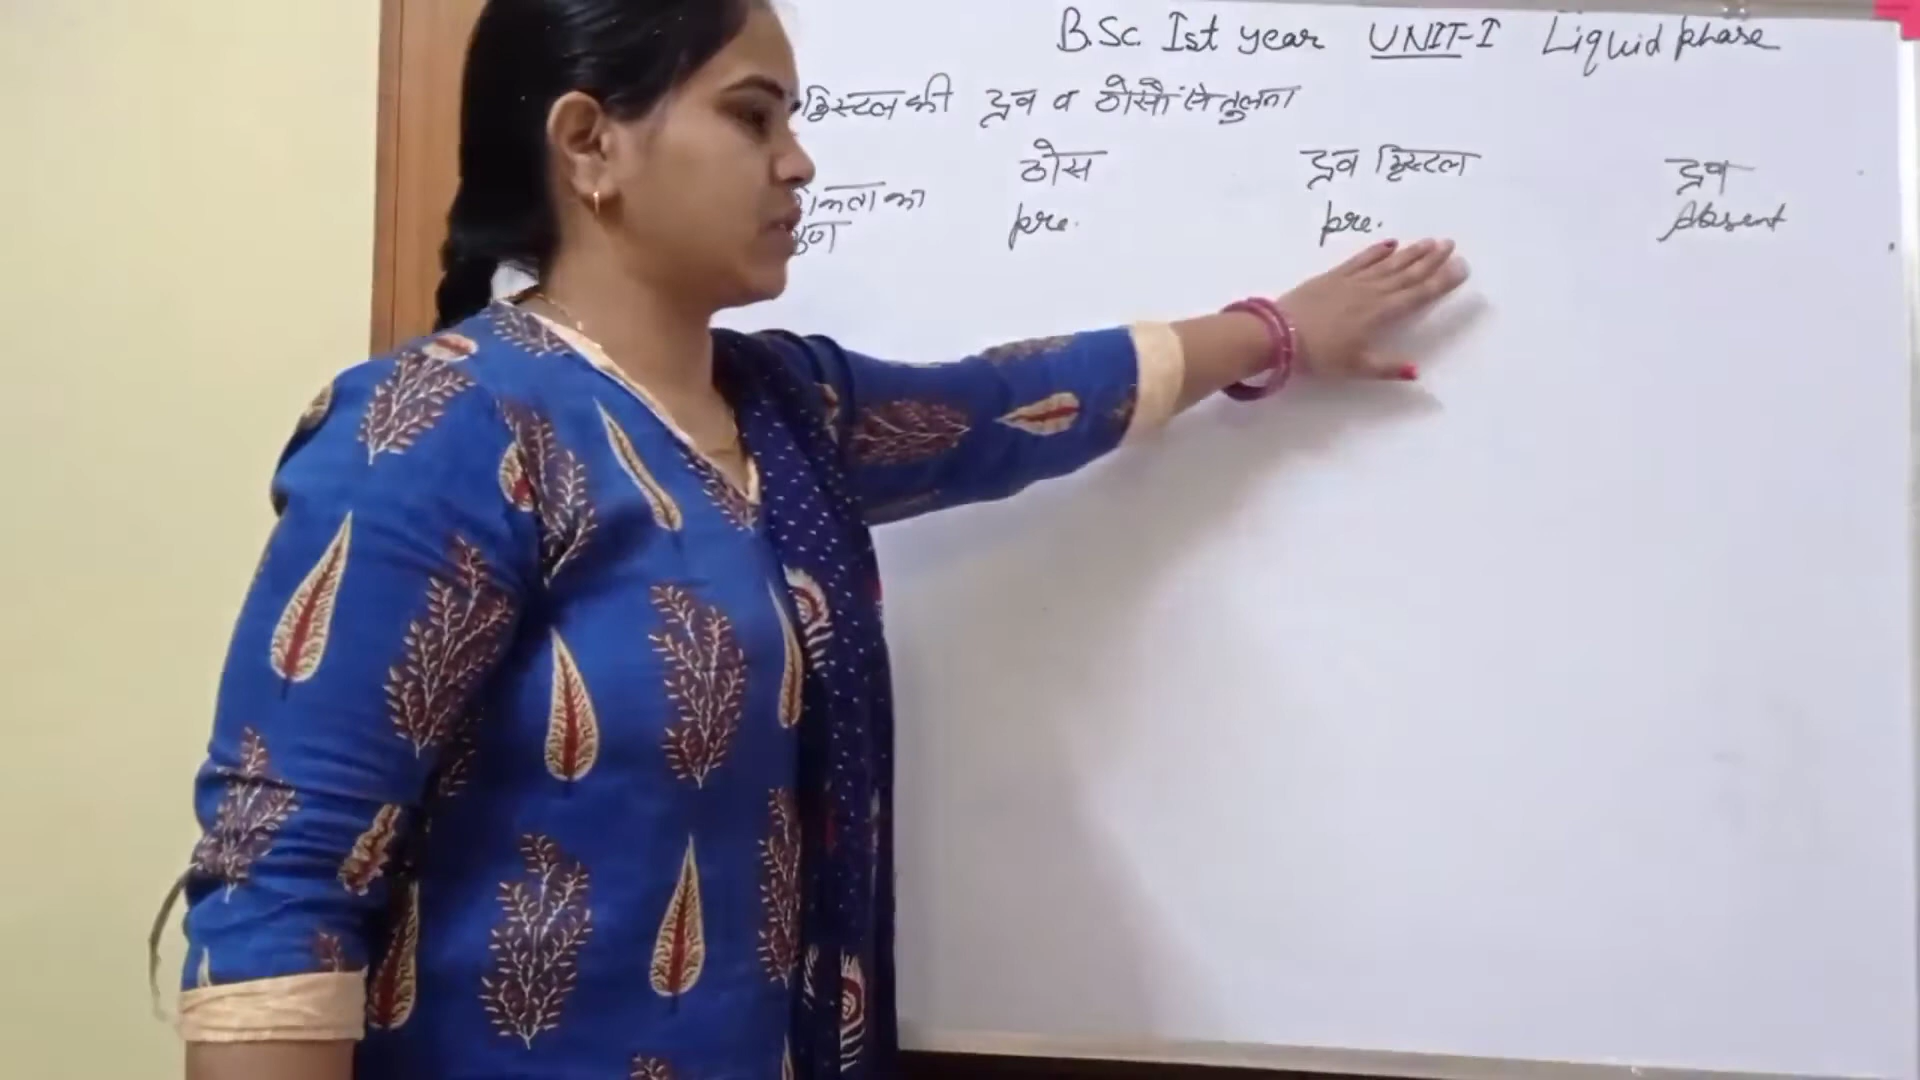 B.Sc. Ist year UNIT-I Liquid phase
क्रिस्टल की द्रव व ठोसों से तुलना
ठोस द्रव क्रिस्टल द्रव
का pre. pre. Absent
गुण